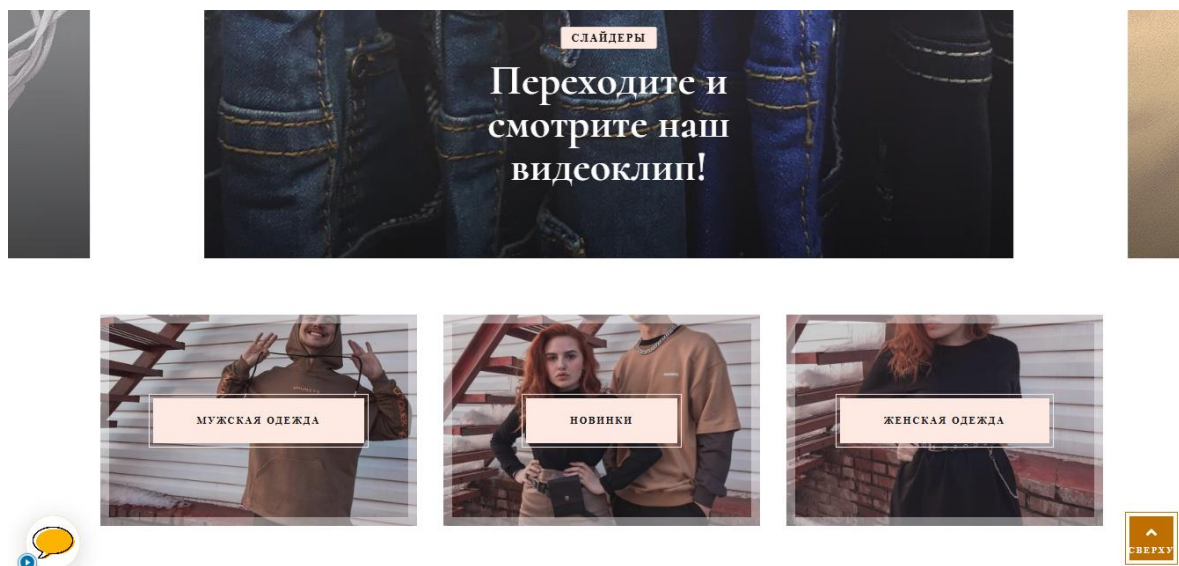 СЛАЙДЕРЫ
Переходите и
смотрите наш
видеоклип!
МУЖСКАЯ ОДЕЖДА
НОВИНКИ
ЖЕНСКАЯ ОДЕЖДА
СВЕРХУ